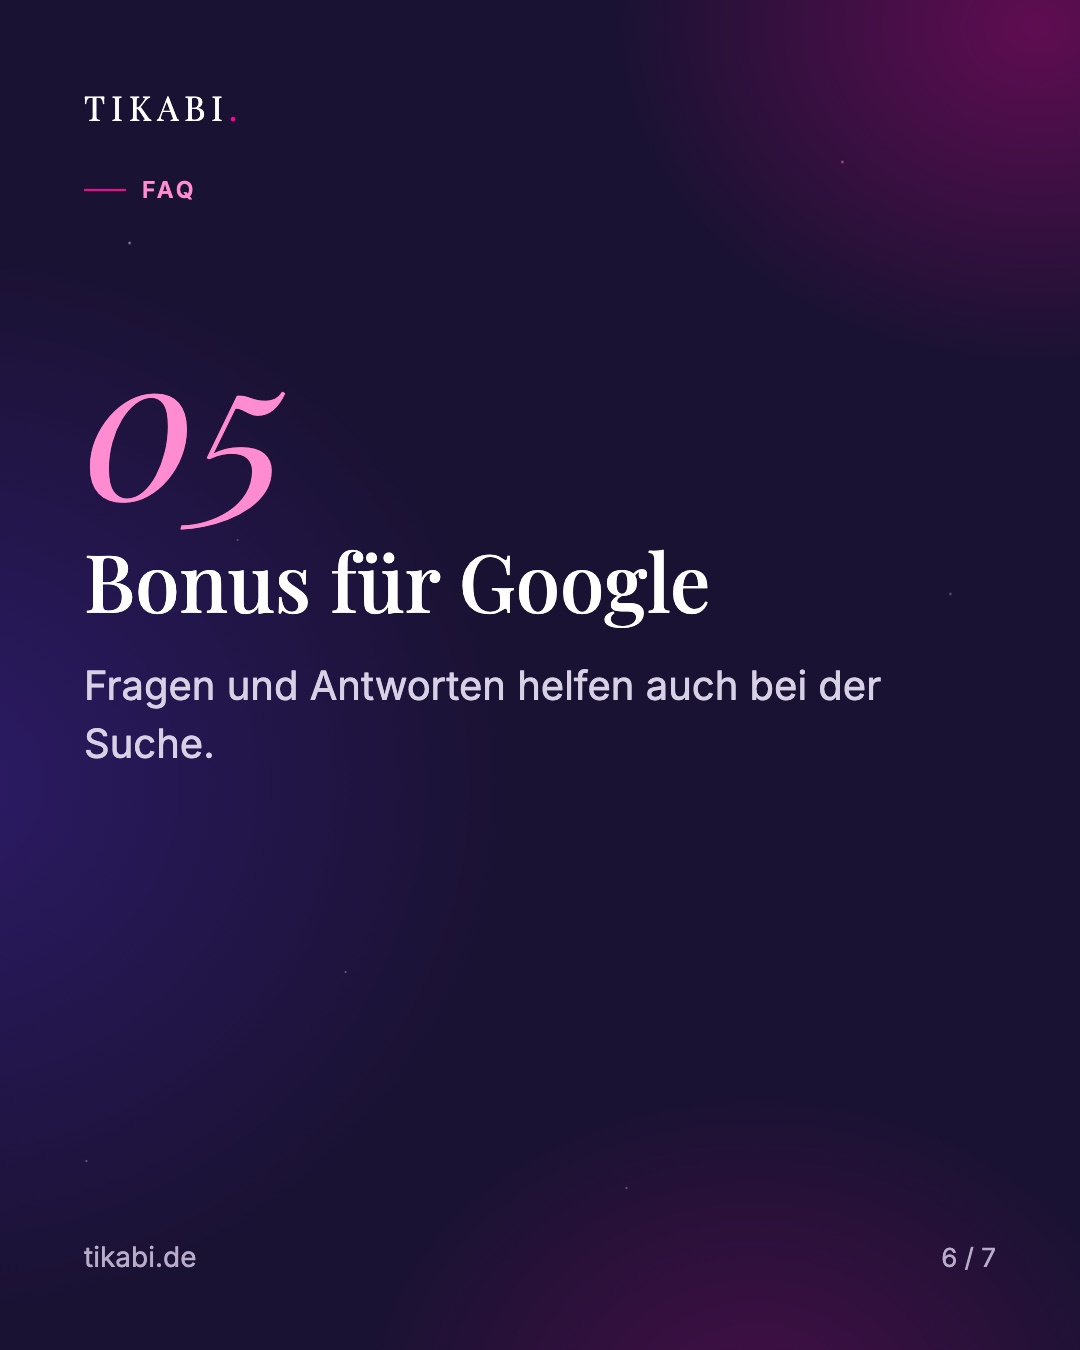 TIKABI.
FAQ
05
Bonus für Google
Fragen und Antworten helfen auch bei der
Suche.
tikabi.de
6 / 7